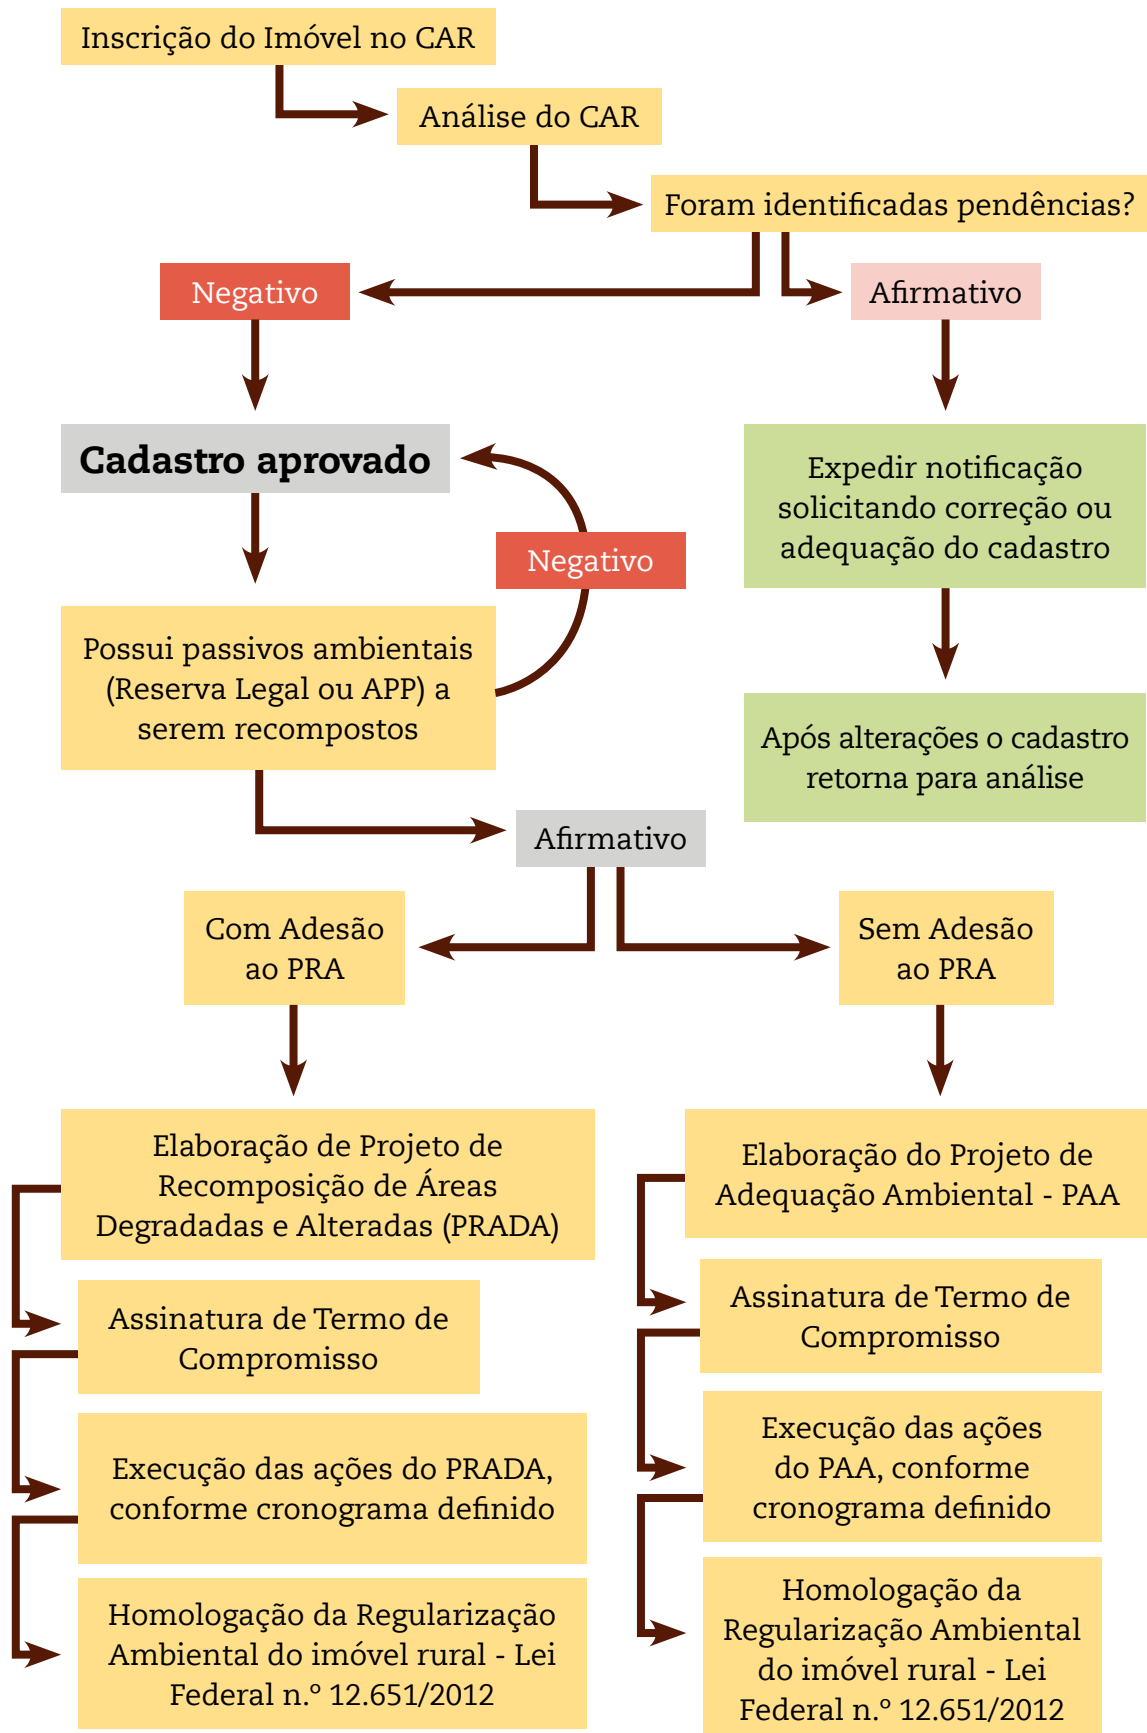 Inscrição do Imóvel no CAR
Análise do CAR
Foram identificadas pendências?
Negativo
Afirmativo
Cadastro aprovado
Expedir notificação
solicitando correção ou
adequação do cadastro
Negativo
Possui passivos ambientais
(Reserva Legal ou APP) a
serem recompostos
Após alterações o cadastro
retorna para análise
Afirmativo
Com Adesão
ao PRA
Sem Adesão
ao PRA
Elaboração de Projeto de
Recomposição de Áreas
Degradadas e Alteradas (PRADA)
Assinatura de Termo de
Compromisso
Execução das ações do PRADA,
conforme cronograma definido
Homologação da Regularização
Ambiental do imóvel rural - Lei
Federal n.º 12.651/2012
Elaboração do Projeto de
Adequação Ambiental - PAA
Assinatura de Termo de
Compromisso
Execução das ações
do PAA, conforme
cronograma definido
Homologação da
Regularização Ambiental
do imóvel rural - Lei
Federal n.º 12.651/2012